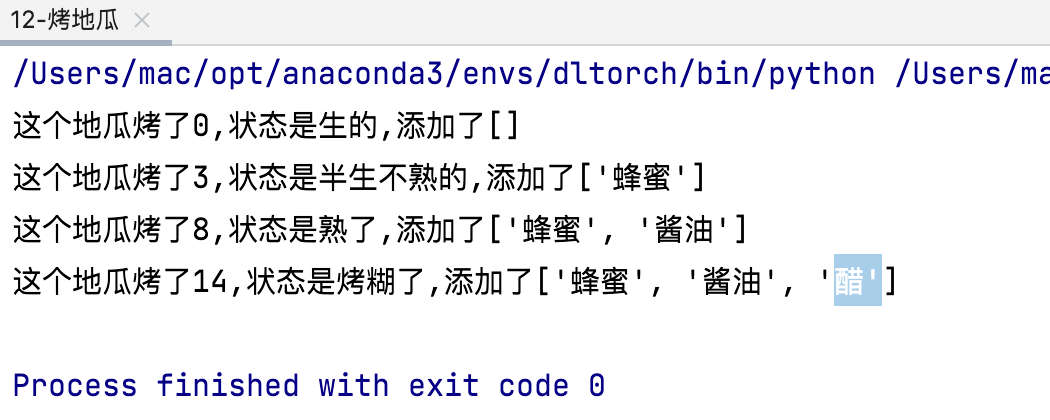 12-烤地瓜
/Users/mac/opt/anaconda3/envs/dltorch/bin/python /Users/ma
这个地瓜烤了0,状态是生的,添加了[]
这个地瓜烤了3,状态是半生不熟的,添加了['蜂蜜']
这个地瓜烤了8,状态是熟了,添加了['蜂蜜', '酱油']
这个地瓜烤了14,状态是烤糊了,添加了['蜂蜜', '酱油', '醋']
Process finished with exit code 0